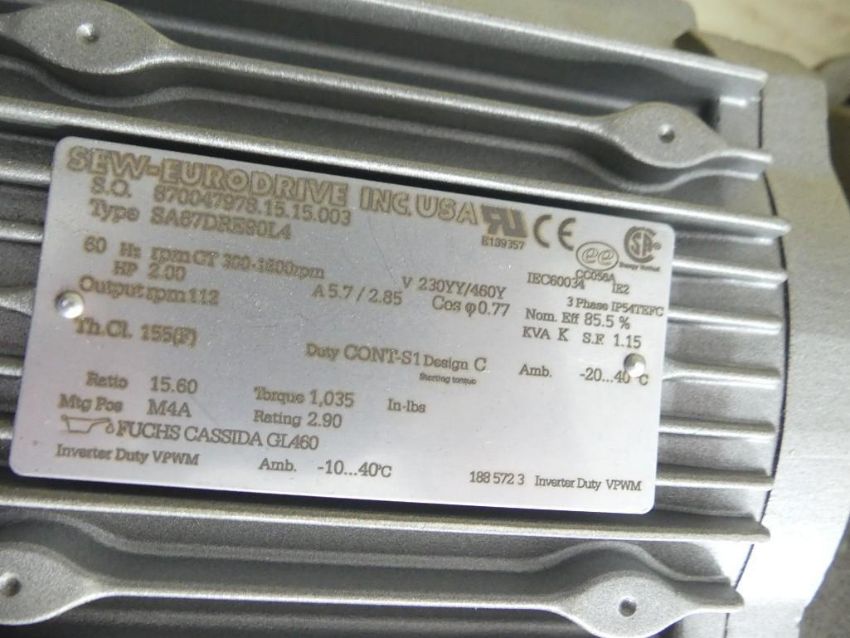 SEW-EURODRIVE INC. USA
S.O. 870047978.15.15.003
Type SA67DRE90L4
E139357
CE
CC056A
60 Hz rpm CT 300-1800rpm V 230YY/460Y IEC60034 IE2
HP 2.00 A 5.7 / 2.85 Cos φ 0.77 3 Phase IP54TEFC
Output rpm 112 Nom. Eff 85.5 %
KVA K S.F. 1.15
Th.Cl. 155(F) Duty CONT-S1 Design C Amb. -20...40°C
Starting torque
Ratio 15.60 Torque 1,035 In-lbs
Mtg Pos M4A Rating 2.90
FUCHS CASSIDA GL460
Inverter Duty VPWM Amb. -10...40°C 188 572 3 Inverter Duty VPWM